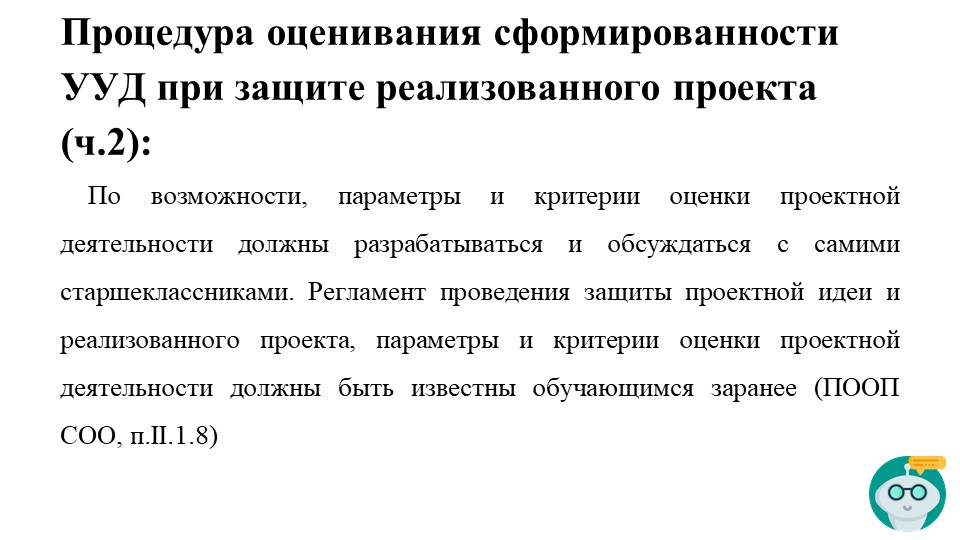 Процедура оценивания сформированности
УУД при защите реализованного проекта
(ч.2):
По возможности, параметры и критерии оценки проектной
деятельности должны разрабатываться и обсуждаться с самими
старшеклассниками. Регламент проведения защиты проектной идеи и
реализованного проекта, параметры и критерии оценки проектной
деятельности должны быть известны обучающимся заранее (ПООП
СОО, п.II.1.8)